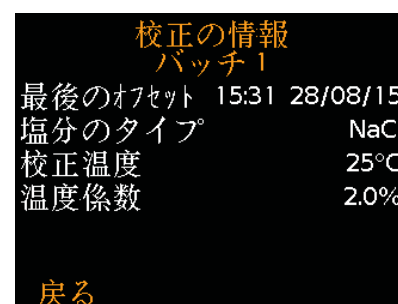 校正の情報
バッチ 1
最後のｵﾌｾｯﾄ 15:31 28/08/15
塩分のタイプ NaC
校正温度 25°C
温度係数 2.0%
戻る